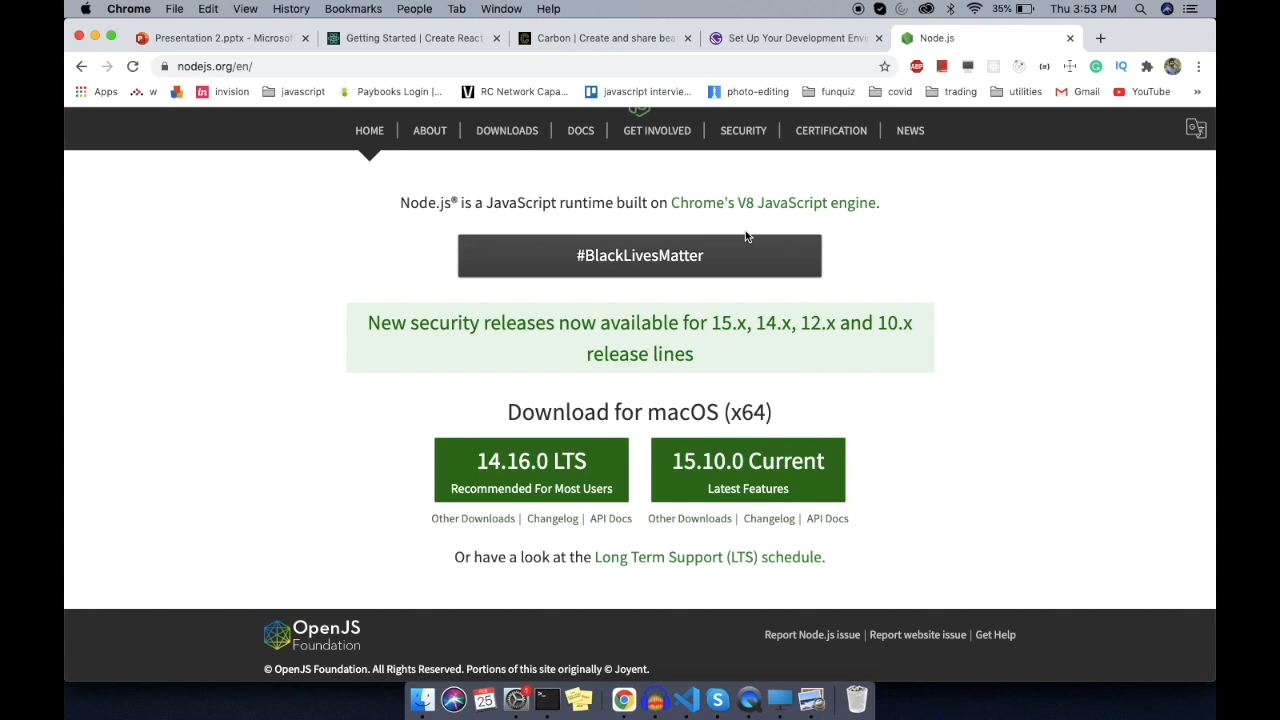 Chrome File Edit View History Bookmarks People Tab Window Help 35% Thu 3:53 PM
Presentation 2.pptx - Microsof Getting Started | Create React Carbon | Create and share bea Set Up Your Development Envi Node.js
nodejs.org/en/
ABP IQ
Apps w in invision javascript Paybooks Login |... RC Network Capa... javascript intervie... photo-editing funquiz covid trading utilities Gmail YouTube »
HOME | ABOUT | DOWNLOADS | DOCS | GET INVOLVED | SECURITY | CERTIFICATION | NEWS
Node.js® is a JavaScript runtime built on Chrome's V8 JavaScript engine.
#BlackLivesMatter
New security releases now available for 15.x, 14.x, 12.x and 10.x
release lines
Download for macOS (x64)
14.16.0 LTS 15.10.0 Current
Recommended For Most Users Latest Features
Other Downloads | Changelog | API Docs Other Downloads | Changelog | API Docs
Or have a look at the Long Term Support (LTS) schedule.
OpenJS
Foundation
Report Node.js issue | Report website issue | Get Help
© OpenJS Foundation. All Rights Reserved. Portions of this site originally © Joyent.
FEB
25
1